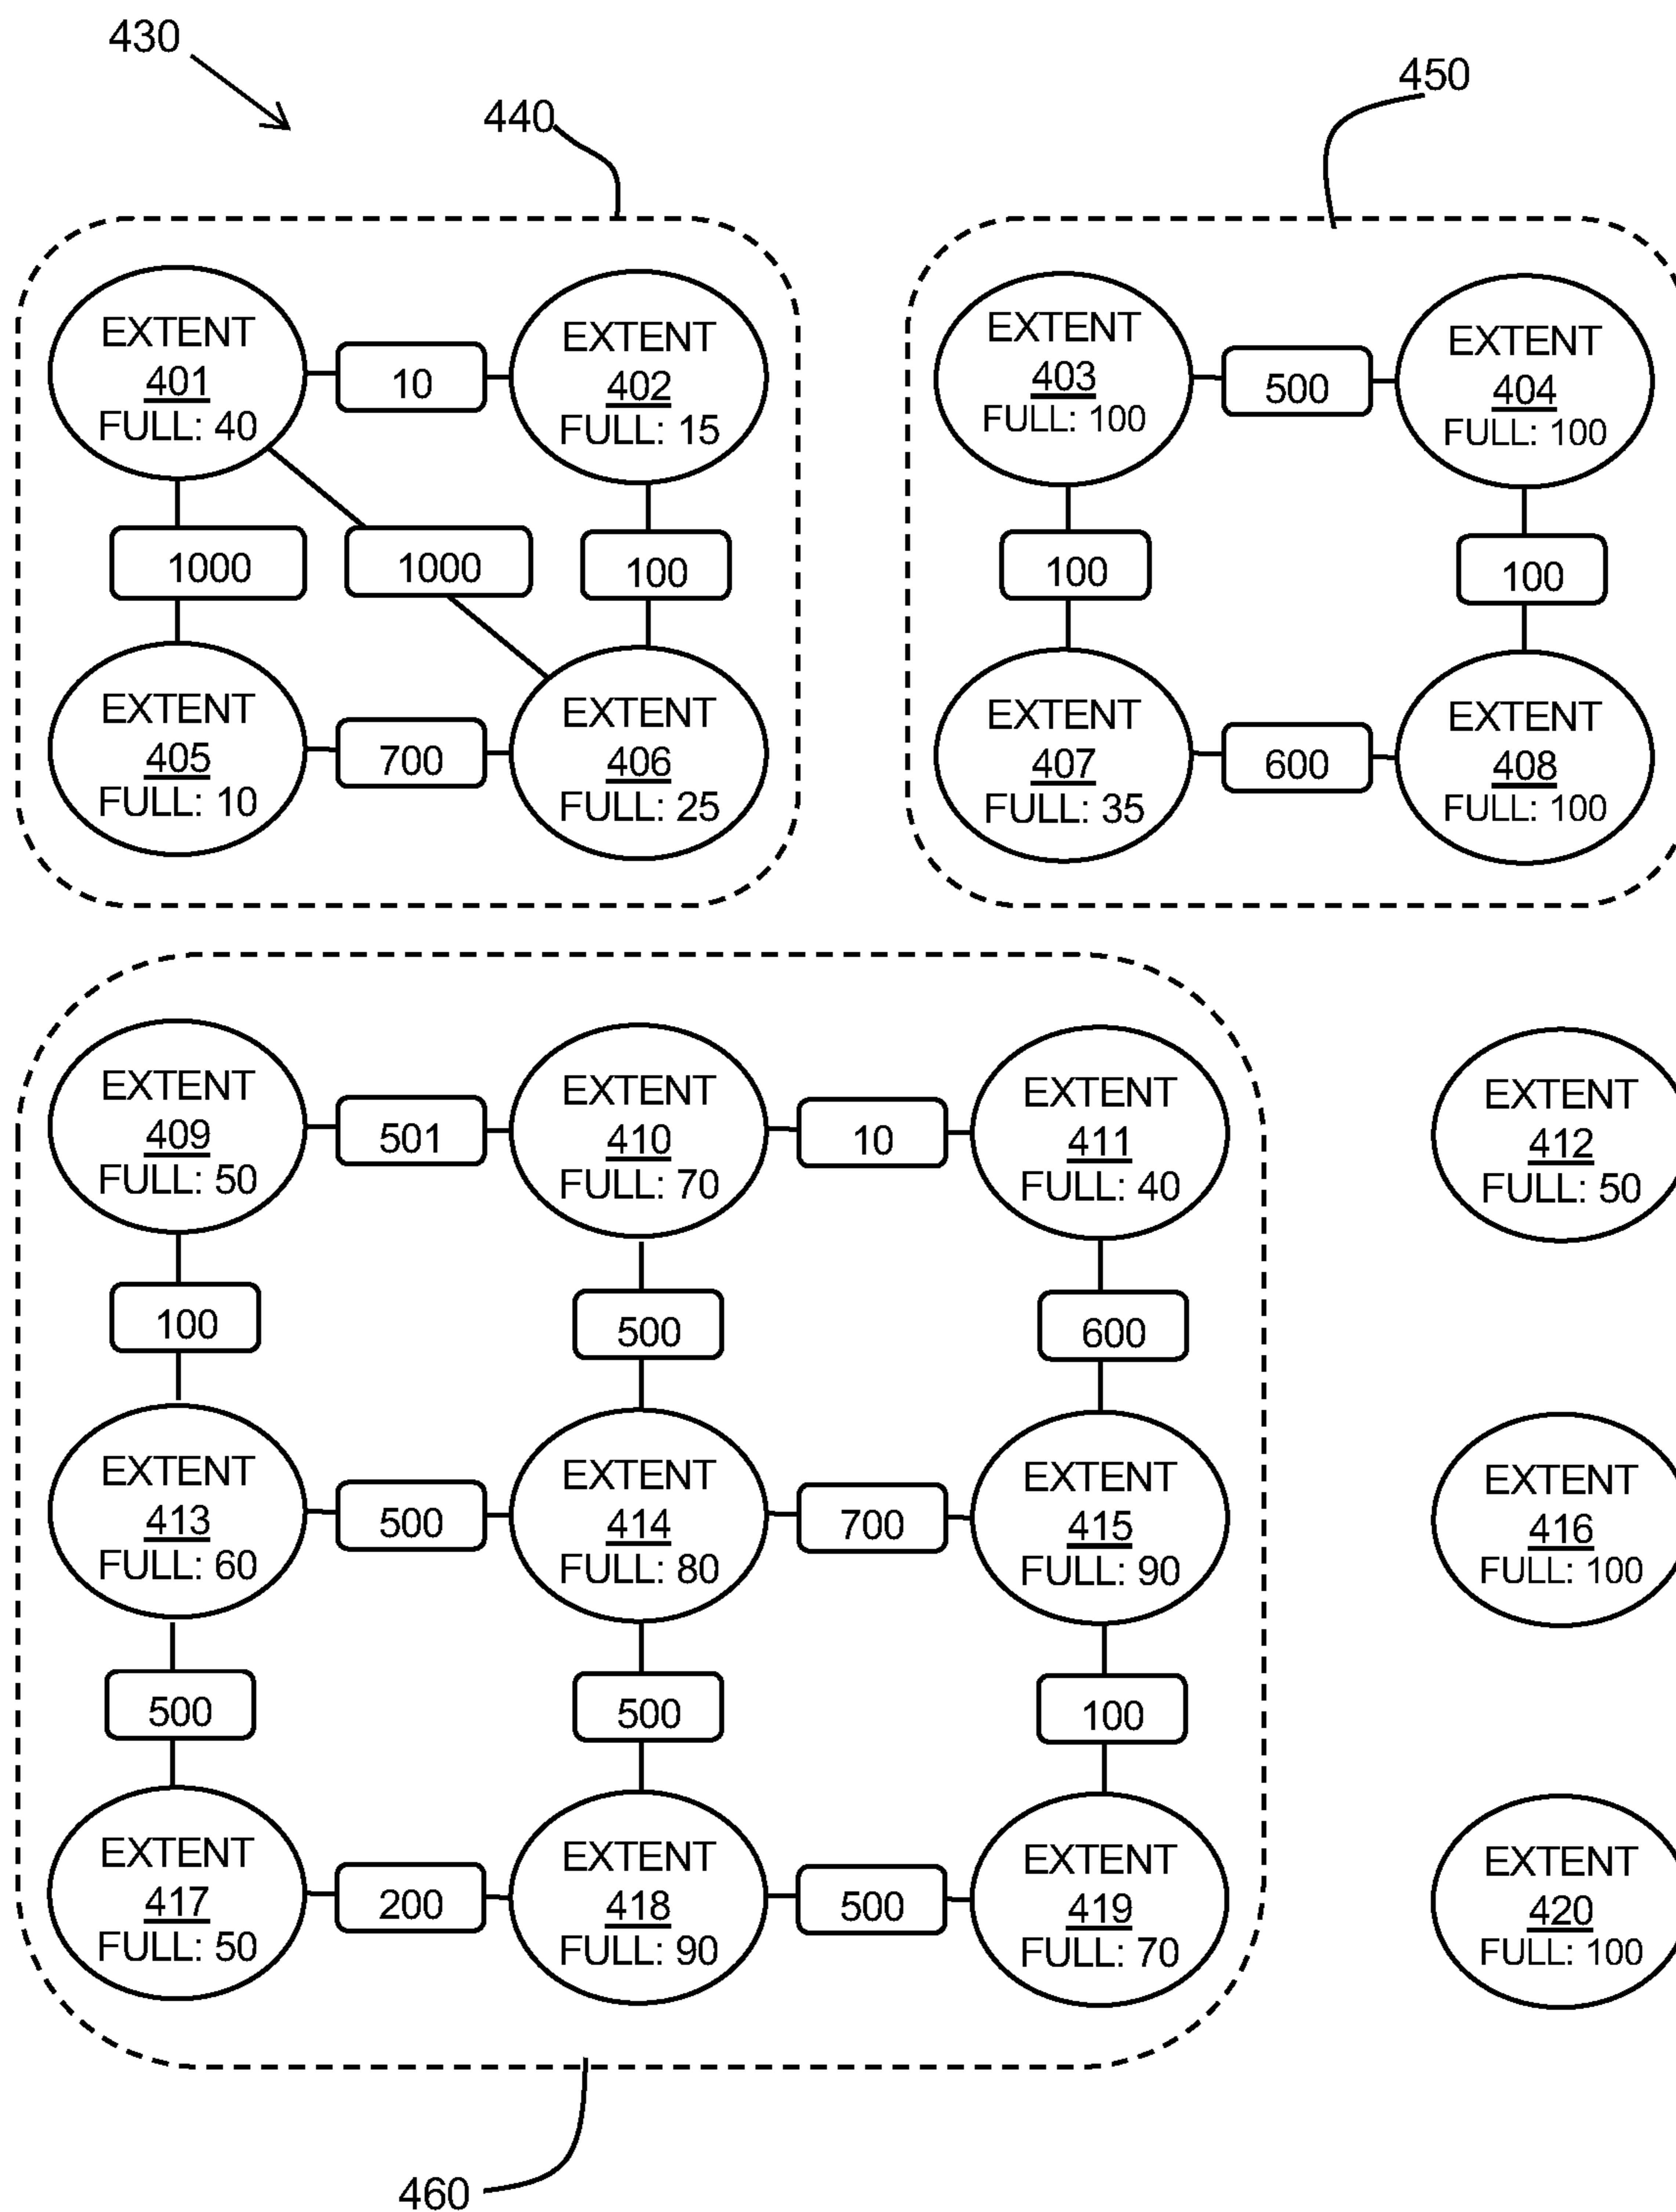 430
440
450
EXTENT
401
FULL: 40
10
EXTENT
402
FULL: 15
EXTENT
403
FULL: 100
500
EXTENT
404
FULL: 100
1000
1000
100
100
100
EXTENT
405
FULL: 10
700
EXTENT
406
FULL: 25
EXTENT
407
FULL: 35
600
EXTENT
408
FULL: 100
EXTENT
409
FULL: 50
501
EXTENT
410
FULL: 70
10
EXTENT
411
FULL: 40
EXTENT
412
FULL: 50
100
500
600
EXTENT
413
FULL: 60
500
EXTENT
414
FULL: 80
700
EXTENT
415
FULL: 90
EXTENT
416
FULL: 100
500
500
100
EXTENT
417
FULL: 50
200
EXTENT
418
FULL: 90
500
EXTENT
419
FULL: 70
EXTENT
420
FULL: 100
460